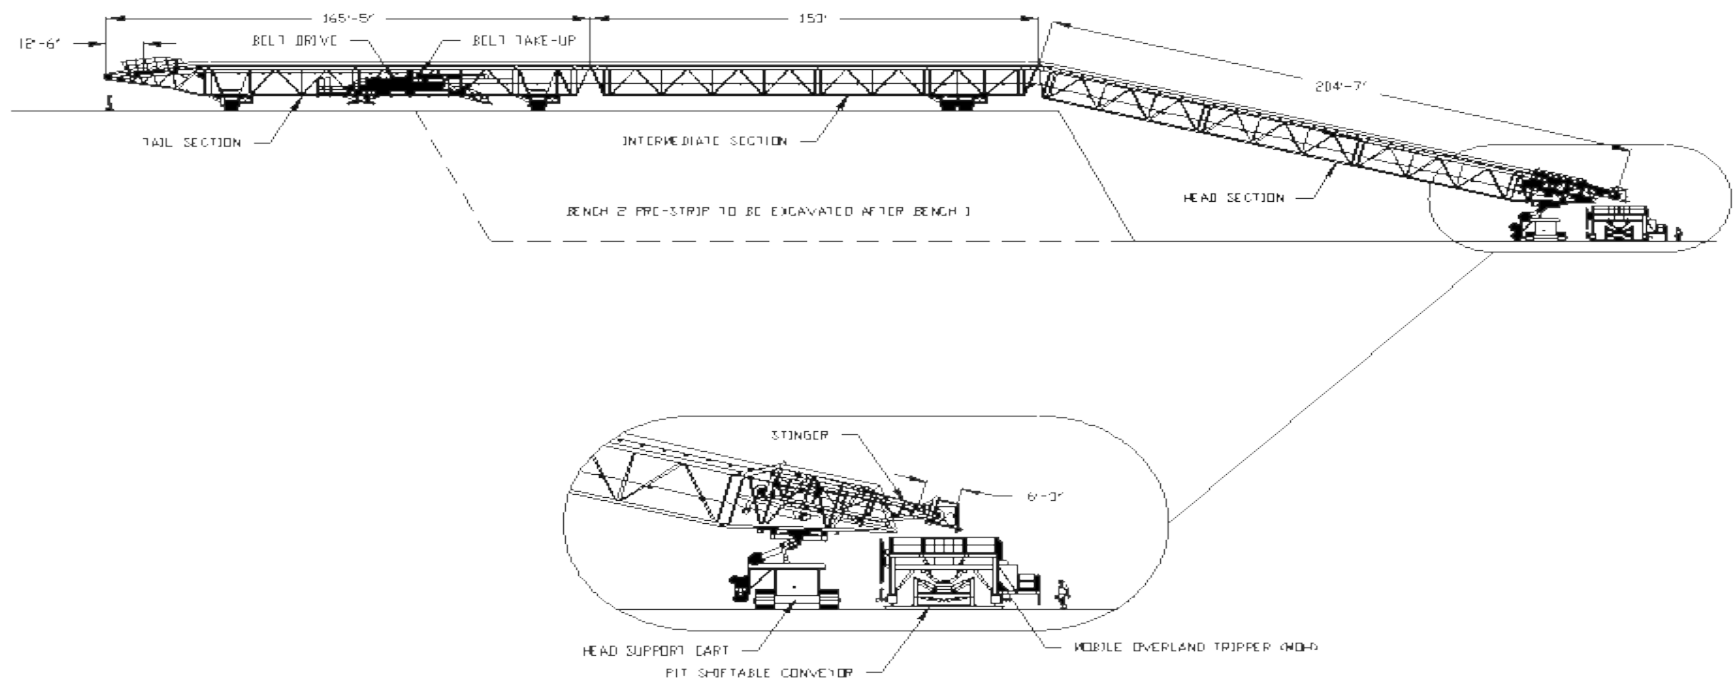 165'-5"
150'
12'-6"
BELT DRIVE
BELT TAKE-UP
204'-7"
TAIL SECTION
INTERMEDIATE SECTION
HEAD SECTION
BENCH 2 PRE-STRIP TO BE EXCAVATED AFTER BENCH 1
STINGER
6'-0"
HEAD SUPPORT CART
MOBILE OVERLAND TRIPPER
PIT SHIFTABLE CONVEYOR